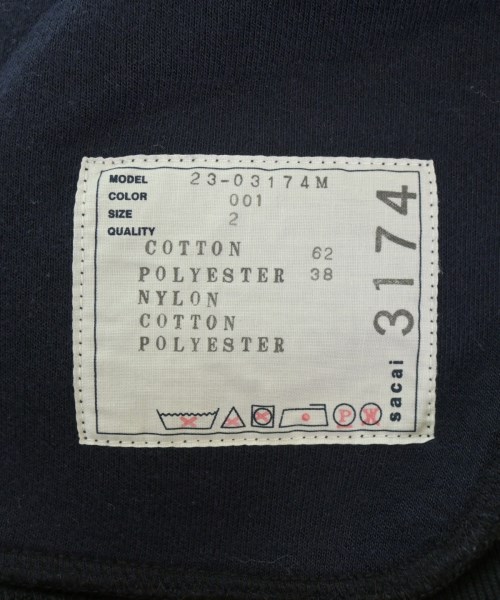 MODEL 23-03174M
COLOR 001
SIZE 2
QUALITY
COTTON 62
POLYESTER 38
NYLON
COTTON
POLYESTER
P W
sacai 3174